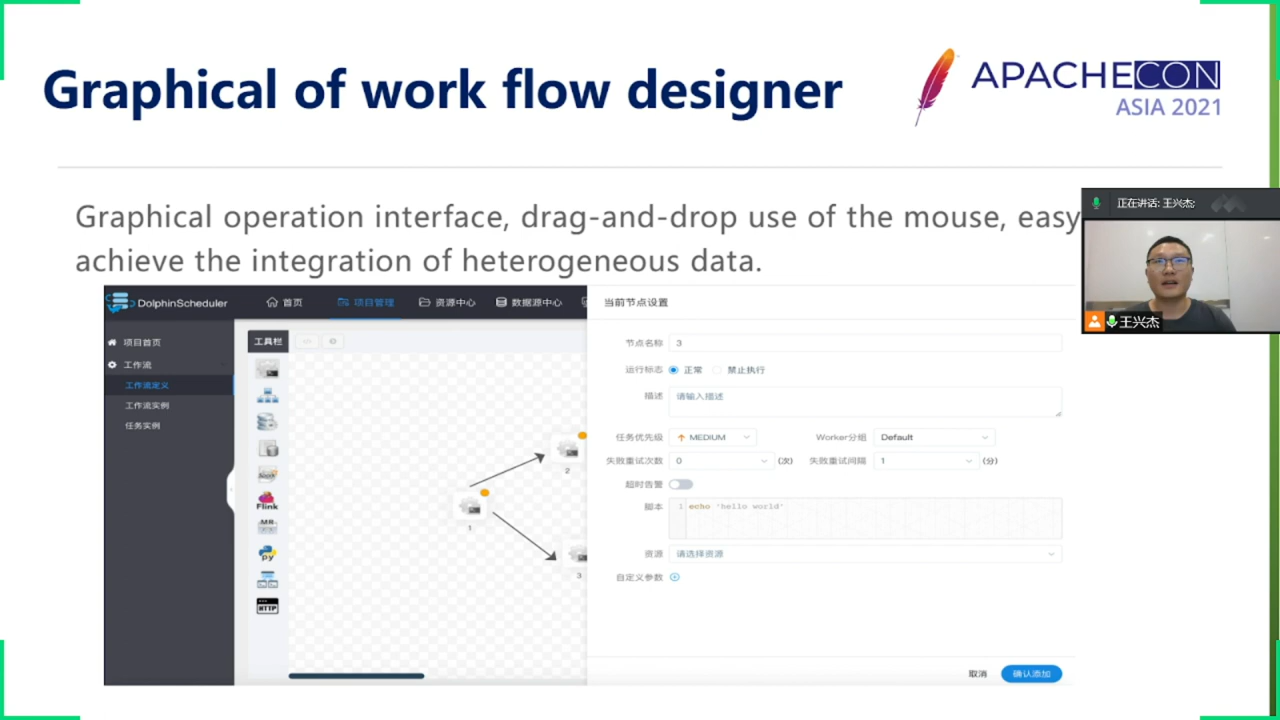 Graphical of work flow designer
APACHECON
ASIA 2021
Graphical operation interface, drag-and-drop use of the mouse, easy
achieve the integration of heterogeneous data.
正在讲话: 王兴杰;
王兴杰
DolphinScheduler
首页
项目管理
资源中心
数据源中心
项目首页
工作流
工作流定义
工作流实例
任务实例
工具栏
Flink
MR
py
HTTP
1
2
3
当前节点设置
节点名称 3
运行标志 正常 禁止执行
描述 请输入描述
任务优先级 MEDIUM Worker分组 Default
失败重试次数 0 (次) 失败重试间隔 1 (分)
超时告警
脚本 1 echo 'hello world'
资源 请选择资源
自定义参数
取消 确认添加